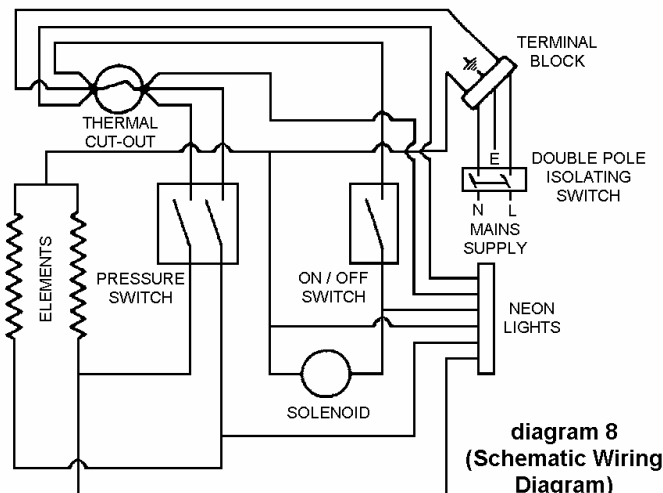 TERMINAL
BLOCK
THERMAL
CUT-OUT
E
DOUBLE POLE
ISOLATING
SWITCH
N L
MAINS
SUPPLY
ELEMENTS
PRESSURE
SWITCH
ON / OFF
SWITCH
NEON
LIGHTS
SOLENOID
diagram 8
(Schematic Wiring
Diagram)